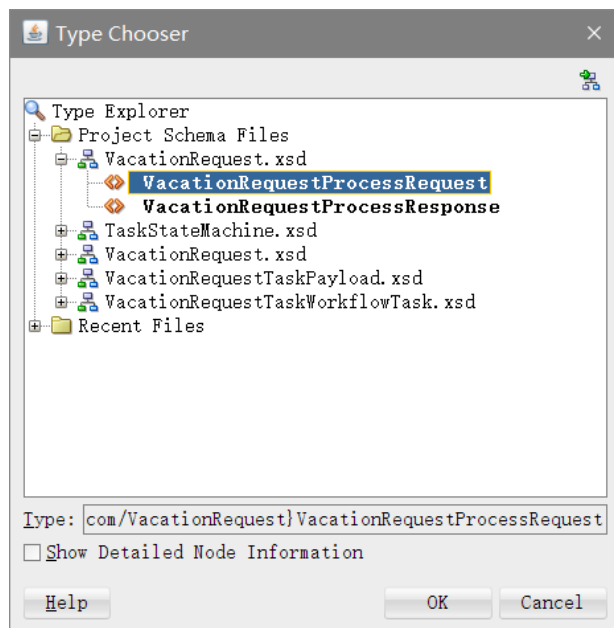 Type Chooser
Type Explorer
Project Schema Files
VacationRequest.xsd
VacationRequestProcessRequest
VacationRequestProcessResponse
TaskStateMachine.xsd
VacationRequest.xsd
VacationRequestTaskPayload.xsd
VacationRequestTaskWorkflowTask.xsd
Recent Files
Type: com/VacationRequest}VacationRequestProcessRequest
Show Detailed Node Information
Help OK Cancel